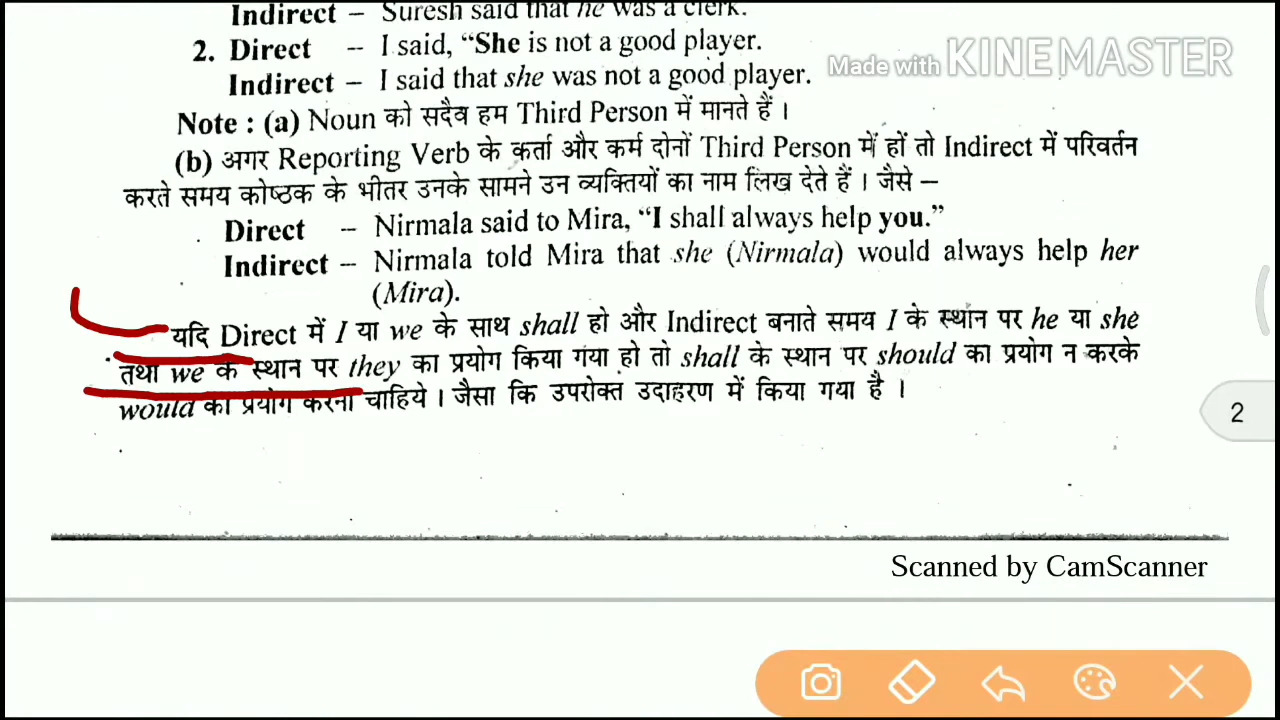 Indirect – Suresh said that he was a clerk.
2. Direct – I said, “She is not a good player.
Made with KINEMASTER
Indirect – I said that she was not a good player.
Note : (a) Noun को सदैव हम Third Person में मानते हैं ।
(b) अगर Reporting Verb के कर्ता और कर्म दोनों Third Person में हों तो Indirect में परिवर्तन
करते समय कोष्ठक के भीतर उनके सामने उन व्यक्तियों का नाम लिख देते हैं । जैसे –
Direct – Nirmala said to Mira, “I shall always help you.”
Indirect – Nirmala told Mira that she (Nirmala) would always help her
(Mira).
यदि Direct में I या we के साथ shall हो और Indirect बनाते समय I के स्थान पर he या she
तथा we के स्थान पर they का प्रयोग किया गया हो तो shall के स्थान पर should का प्रयोग न करके
would का प्रयोग करना चाहिये । जैसा कि उपरोक्त उदाहरण में किया गया है ।
2
Scanned by CamScanner